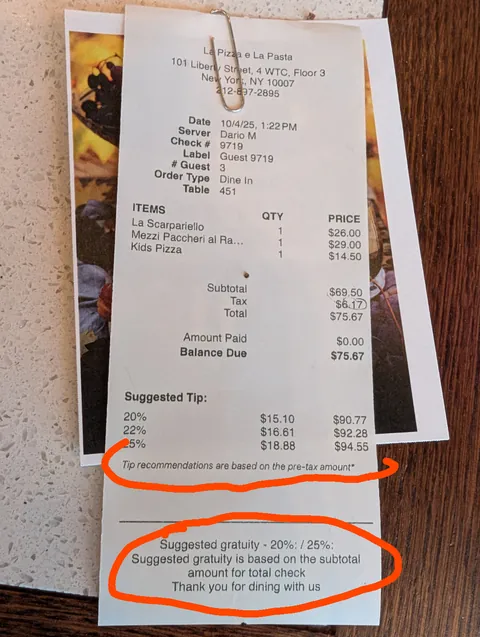 La Pizza e La Pasta
101 Liberty Street, 4 WTC, Floor 3
New York, NY 10007
212-897-2895
Date 10/4/25, 1:22PM
Server Dario M
Check # 9719
Label Guest 9719
# Guest 3
Order Type Dine In
Table 451
ITEMS QTY PRICE
La Scarpariello 1 $26.00
Mezzi Paccheri al Ra... 1 $29.00
Kids Pizza 1 $14.50
Subtotal $69.50
Tax $6.17
Total $75.67
Amount Paid $0.00
Balance Due $75.67
Suggested Tip:
20% $15.10 $90.77
22% $16.61 $92.28
25% $18.88 $94.55
Tip recommendations are based on the pre-tax amount*
Suggested gratuity - 20%: / 25%:
Suggested gratuity is based on the subtotal
amount for total check
Thank you for dining with us